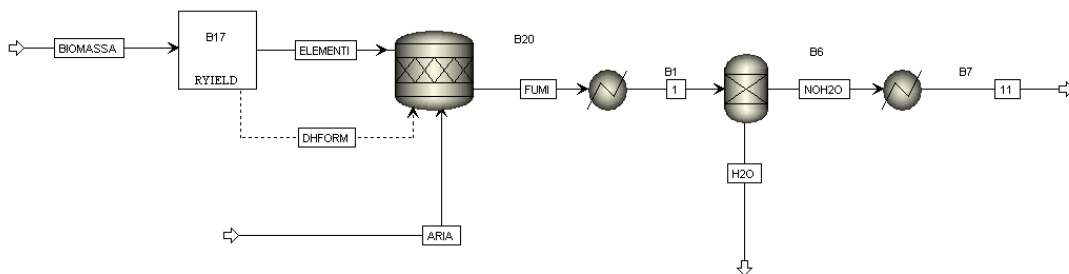 BIOMASSA
B17
RYIELD
ELEMENTI
DHFORM
ARIA
B20
FUMI
B1
1
B6
NOH2O
H2O
B7
11